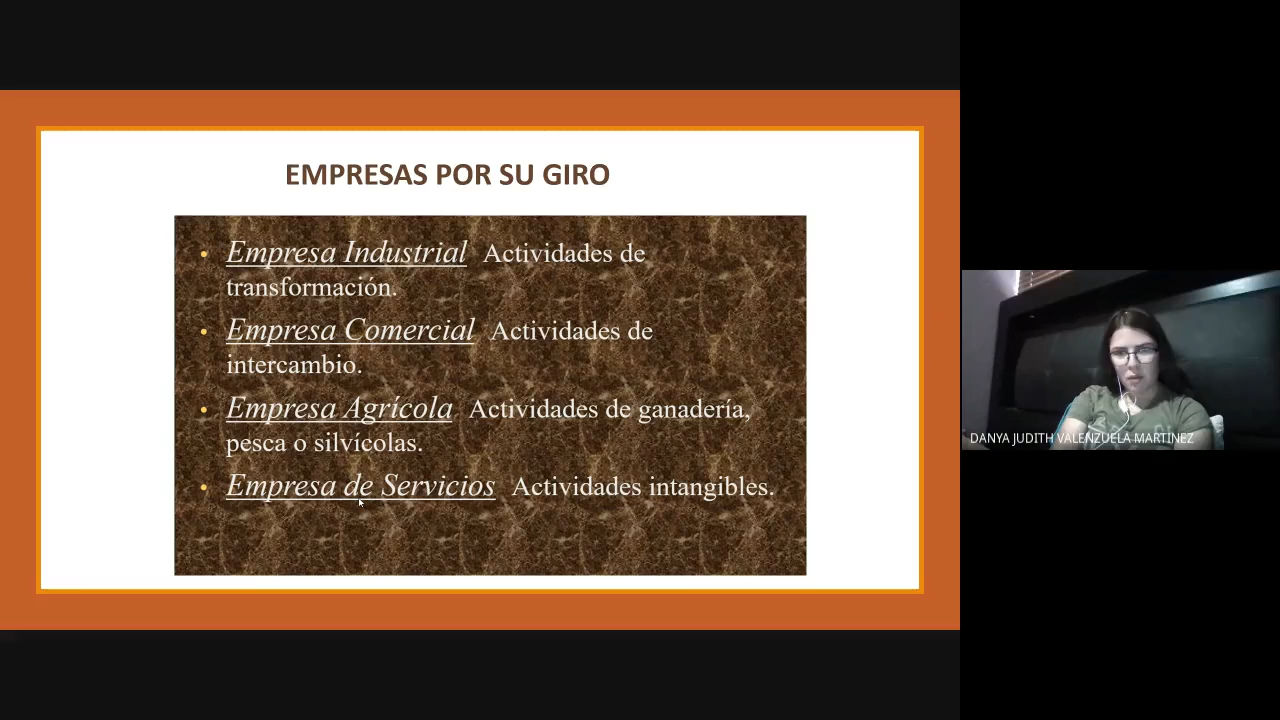 EMPRESAS POR SU GIRO
• Empresa Industrial Actividades de
transformación.
• Empresa Comercial Actividades de
intercambio.
• Empresa Agrícola Actividades de ganadería,
pesca o silvícolas.
• Empresa de Servicios Actividades intangibles.
DANYA JUDITH VALENZUELA MARTINEZ